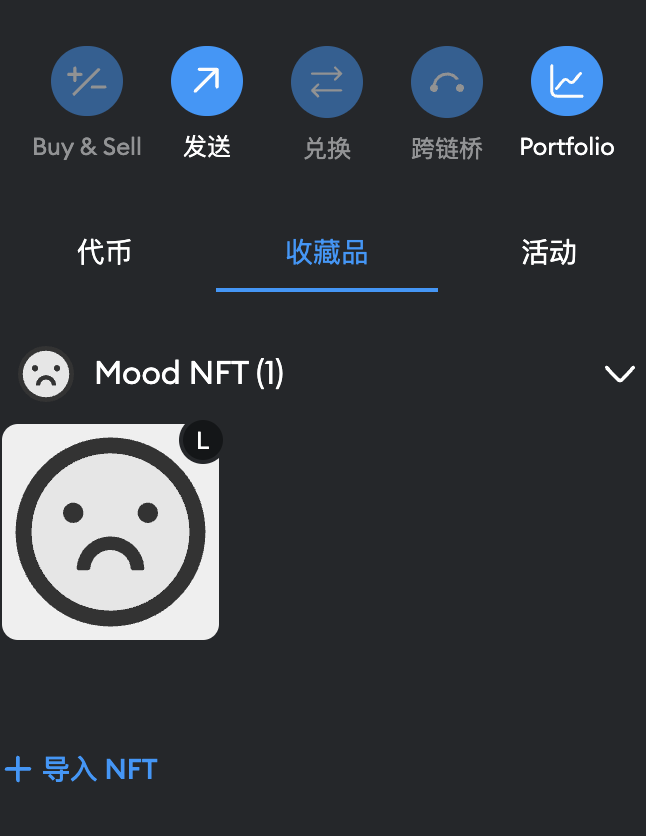 Buy & Sell
发送
兑换
跨链桥
Portfolio
代币
收藏品
活动
Mood NFT (1)
L
导入 NFT